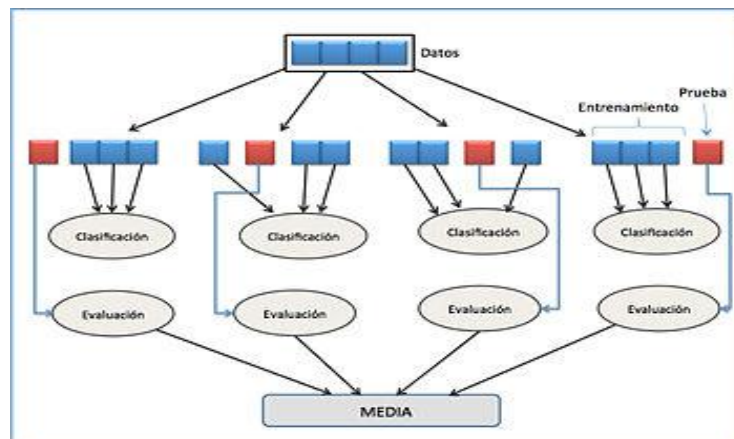 Datos
Prueba
Entrenamiento
Clasificación
Clasificación
Clasificación
Clasificación
Evaluación
Evaluación
Evaluación
Evaluación
MEDIA